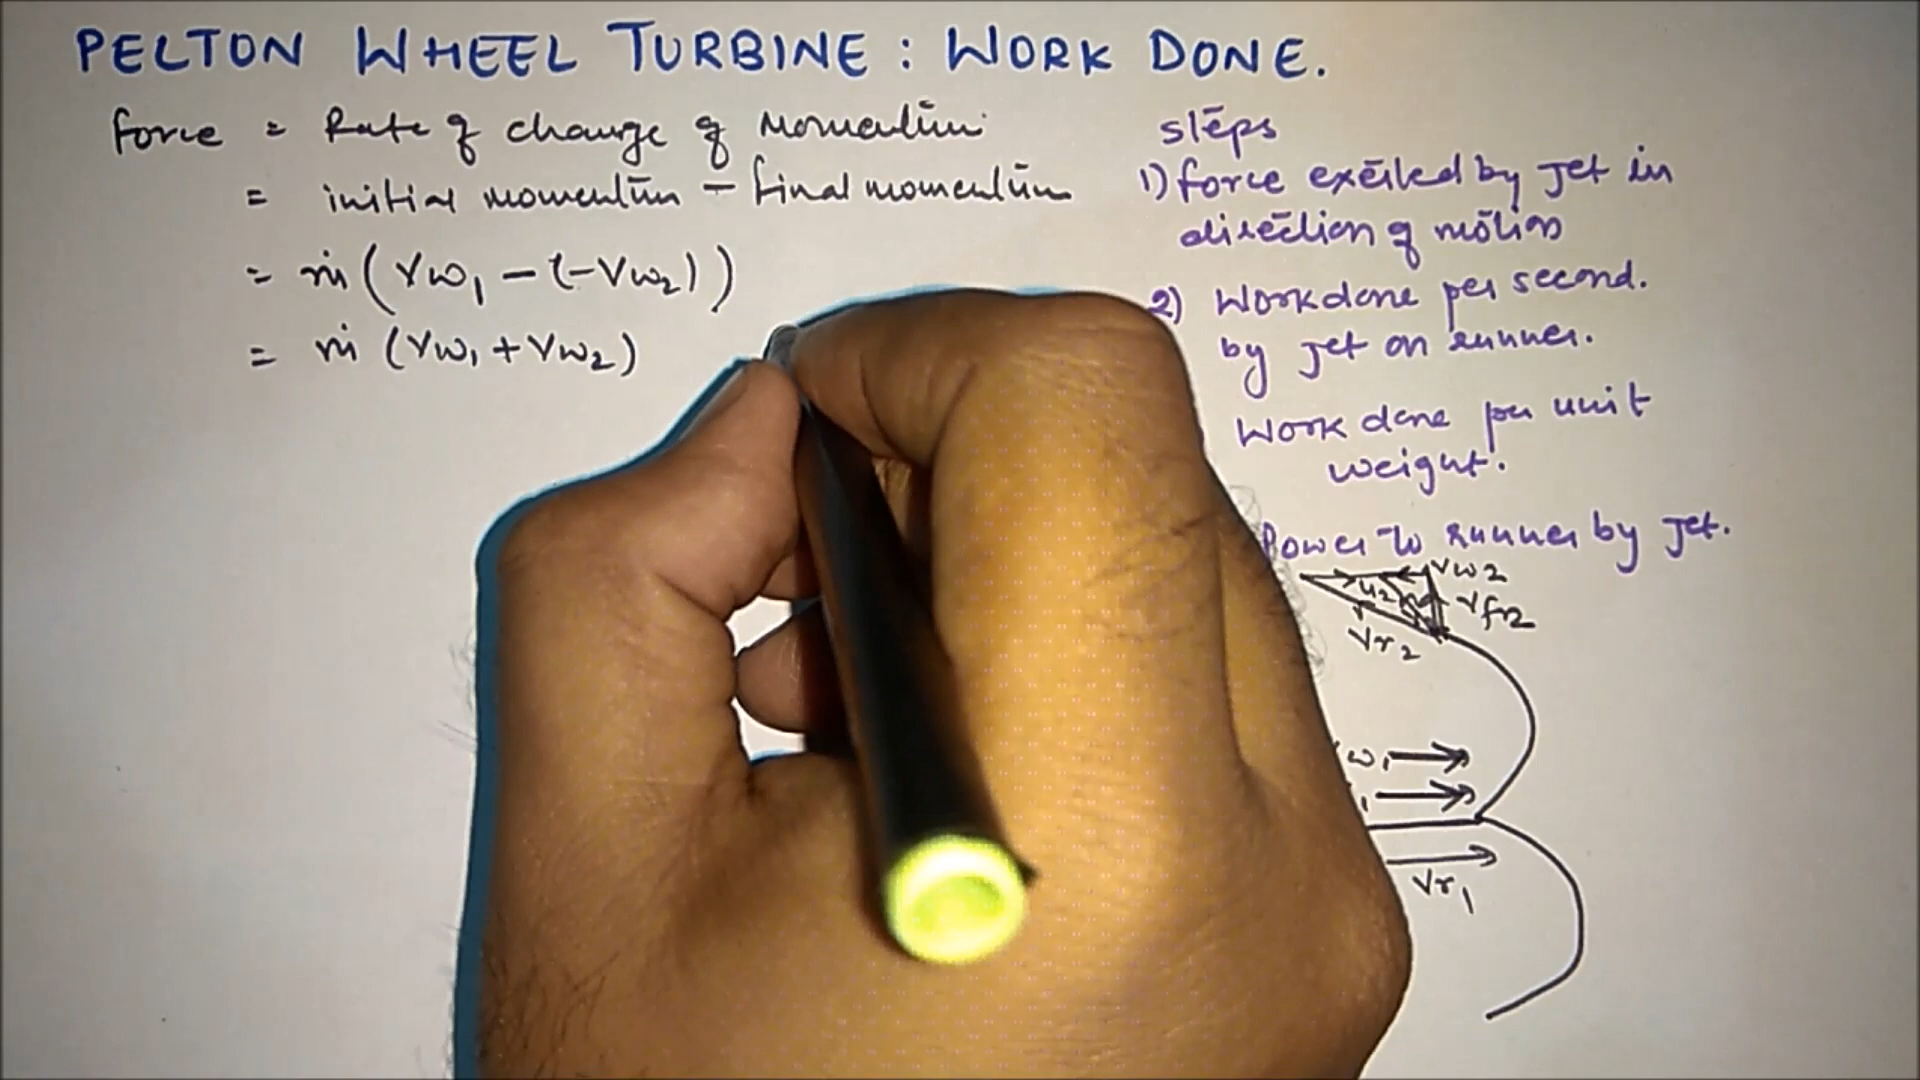 PELTON WHEEL TURBINE : WORK DONE.
force = Rate of change of Momentum
= initial momentum - final momentum
= ṁ (Vw₁ - (-Vw₂))
= ṁ (Vw₁ + Vw₂)
steps
1) force exerted by Jet in
direction of motion
2) Workdone per second.
by jet on runner.
Work done per unit
weight.
Power to runner by Jet.
Vw2
u2
Vf2
Vr2
w1
1
Vr1